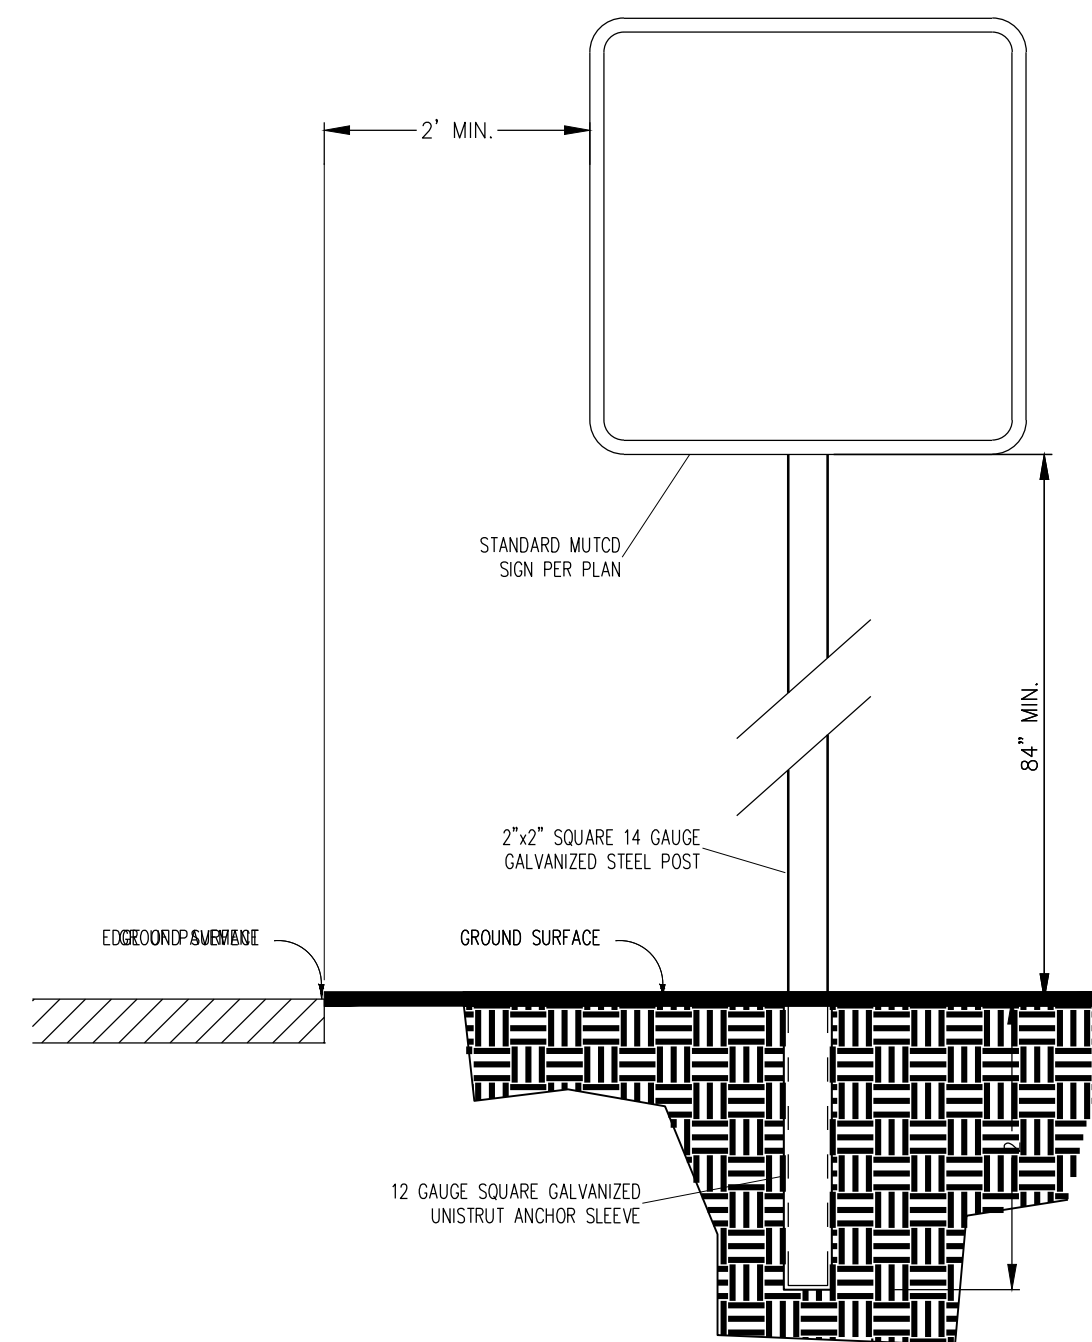 2' MIN.
STANDARD MUTCD
SIGN PER PLAN
84" MIN.
2"x2" SQUARE 14 GAUGE
GALVANIZED STEEL POST
GROUND SURFACE
12 GAUGE SQUARE GALVANIZED
UNISTRUT ANCHOR SLEEVE